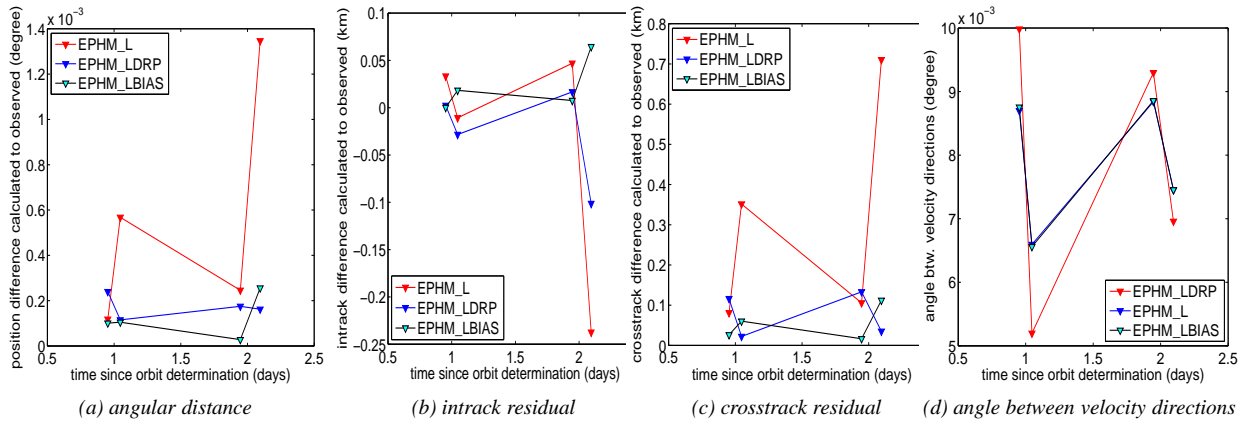 position difference calculated to observed (degree)
x 10⁻³
1.4
1.2
1
0.8
0.6
0.4
0.2
0
EPHM_L
EPHM_LDRP
EPHM_LBIAS
0.5 1 1.5 2 2.5
time since orbit determination (days)
(a) angular distance
intrack difference calculated to observed (km)
0.1
0.05
0
−0.05
−0.1
−0.15
−0.2
−0.25
EPHM_L
EPHM_LDRP
EPHM_LBIAS
0.5 1 1.5 2
time since orbit determination (days)
(b) intrack residual
crosstrack difference calculated to observed (km)
0.8
0.7
0.6
0.5
0.4
0.3
0.2
0.1
0
EPHM_L
EPHM_LDRP
EPHM_LBIAS
0.5 1 1.5 2
time since orbit determination (days)
(c) crosstrack residual
angle btw. velocity directions (degree)
10 x 10⁻³
9
8
7
6
5
EPHM_LDRP
EPHM_L
EPHM_LBIAS
0.5 1 1.5 2 2.5
time since orbit determination (days)
(d) angle between velocity directions